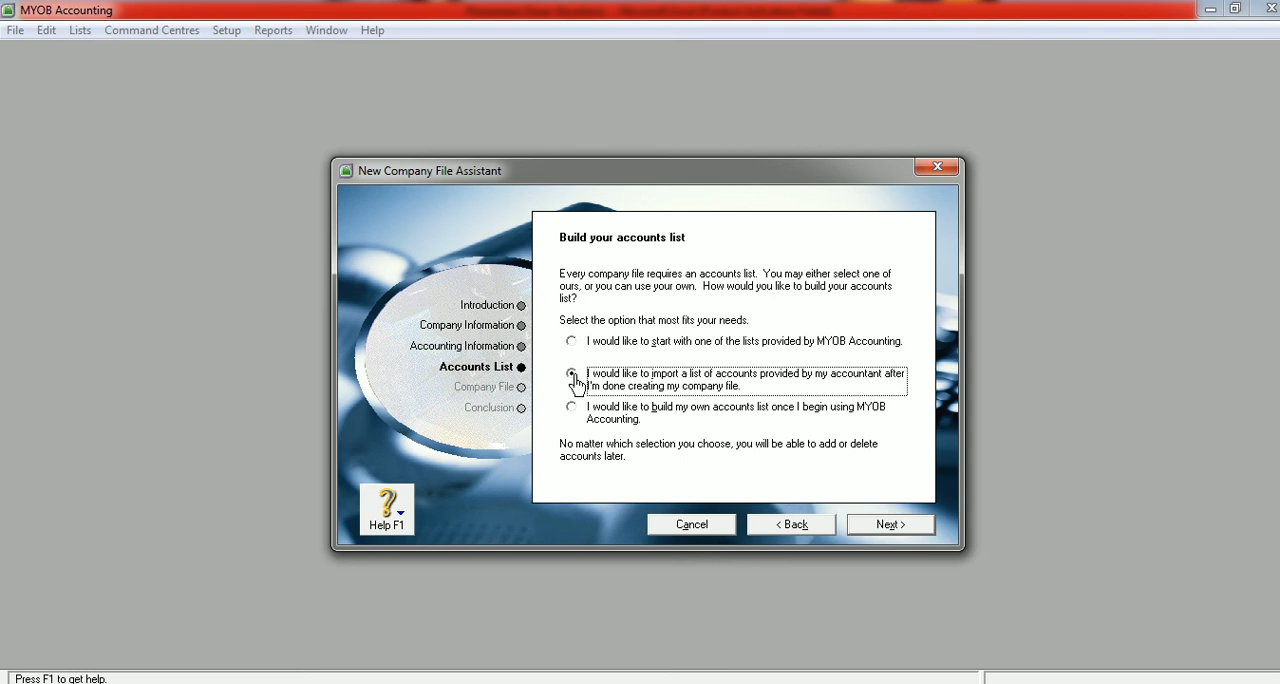 MYOB Accounting
File Edit Lists Command Centres Setup Reports Window Help
New Company File Assistant
Build your accounts list
Every company file requires an accounts list. You may either select one of
ours, or you can use your own. How would you like to build your accounts
list?
Select the option that most fits your needs.
I would like to start with one of the lists provided by MYOB Accounting.
I would like to import a list of accounts provided by my accountant after
I'm done creating my company file.
I would like to build my own accounts list once I begin using MYOB
Accounting.
No matter which selection you choose, you will be able to add or delete
accounts later.
Introduction
Company Information
Accounting Information
Accounts List
Company File
Conclusion
Help F1
Cancel
< Back
Next >
Press F1 to get help.